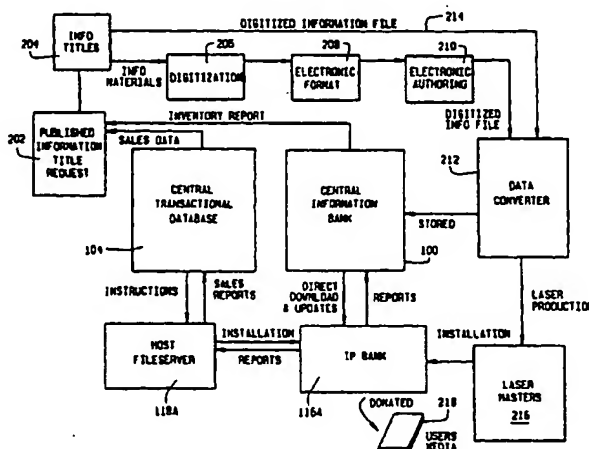 DIGITIZED INFORMATION FILE
214
204
INFO
TITLES
206
208
210
INFO
MATERIALS
DIGITIZATION
ELECTRONIC
FORMAT
ELECTRONIC
AUTHORING
INVENTORY REPORT
SALES DATA
DIGITIZED
INFO FILE
202
PUBLISHED
INFORMATION
TITLE
REQUEST
212
CENTRAL
TRANSACTIONAL
DATABASE
104
CENTRAL
INFORMATION
BANK
100
DATA
CONVERTER
STORED
INSTRUCTIONS
SALES
REPORTS
DIRECT
DOWNLOAD
& UPDATES
REPORTS
LASER
PRODUCTION
HOST
FILESERVER
118A
INSTALLATION
REPORTS
IP BANK
116A
INSTALLATION
LASER
MASTERS
216
DONATED
218
USERS
MEDIA